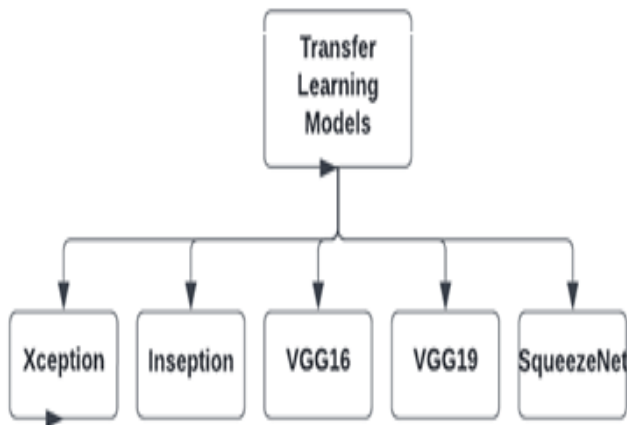 Transfer
Learning
Models
Xception
Inseption
VGG16
VGG19
SqueezeNet